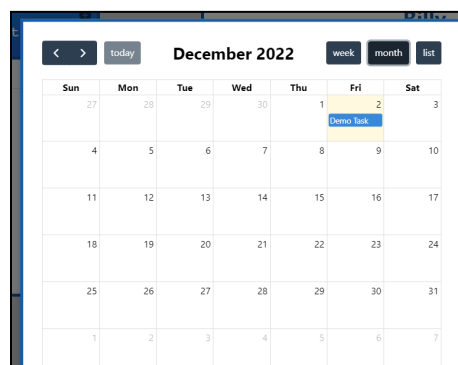 today December 2022 week month list
Sun Mon Tue Wed Thu Fri Sat
27 28 29 30 1 2 3
Demo Task
4 5 6 7 8 9 10
11 12 13 14 15 16 17
18 19 20 21 22 23 24
25 26 27 28 29 30 31
1 2 3 4 5 6 7